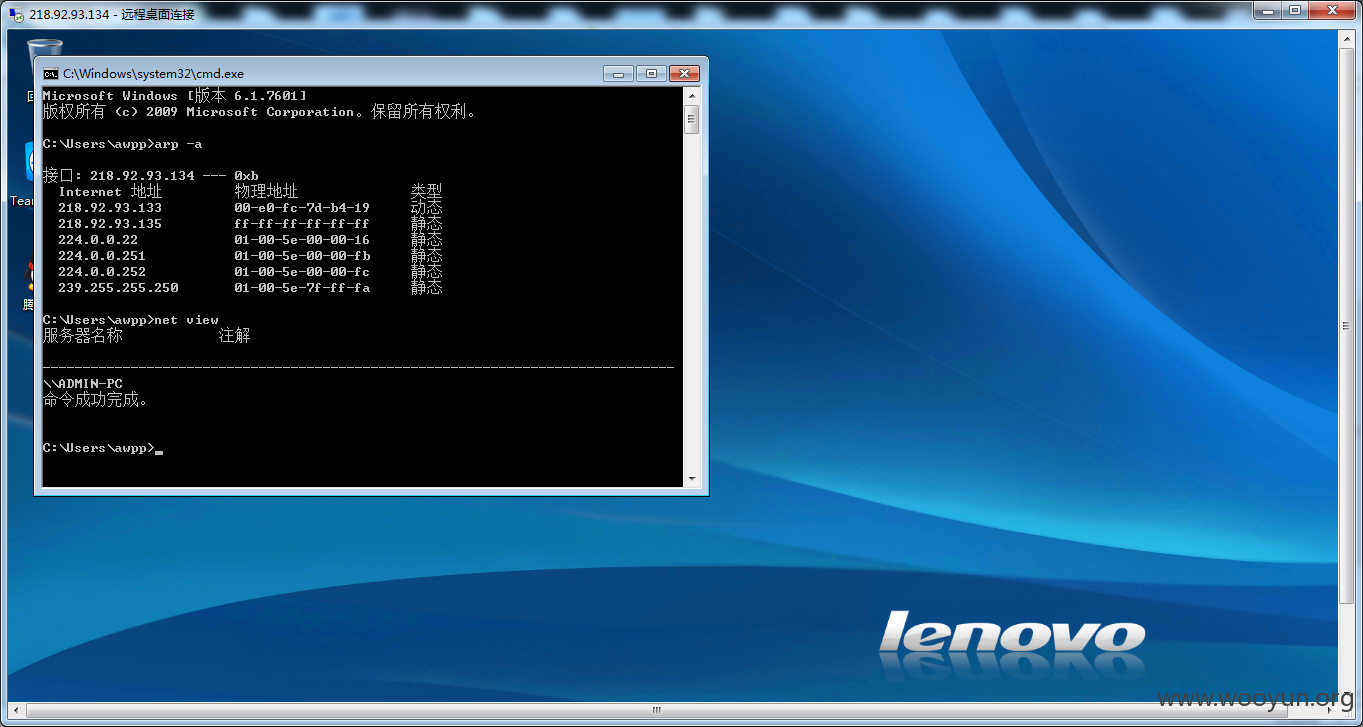 218.92.93.134 - 远程桌面连接
C:\Windows\system32\cmd.exe
Microsoft Windows [版本 6.1.7601]
版权所有 (c) 2009 Microsoft Corporation。保留所有权利。
C:\Users\awpp>arp -a
接口: 218.92.93.134 --- 0xb
Internet 地址 物理地址 类型
218.92.93.133 00-e0-fc-7d-b4-19 动态
218.92.93.135 ff-ff-ff-ff-ff-ff 静态
224.0.0.22 01-00-5e-00-00-16 静态
224.0.0.251 01-00-5e-00-00-fb 静态
224.0.0.252 01-00-5e-00-00-fc 静态
239.255.255.250 01-00-5e-7f-ff-fa 静态
C:\Users\awpp>net view
服务器名称 注解
-------------------------------------------------------------------------------
\\ADMIN-PC
命令成功完成。
C:\Users\awpp>
Tear
lenovo
www.wooyun.org